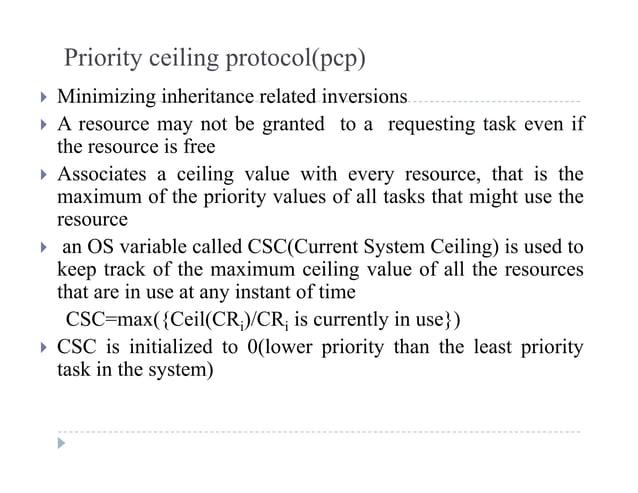 Priority ceiling protocol(pcp)
Minimizing inheritance related inversions
A resource may not be granted to a requesting task even if
the resource is free
Associates a ceiling value with every resource, that is the
maximum of the priority values of all tasks that might use the
resource
an OS variable called CSC(Current System Ceiling) is used to
keep track of the maximum ceiling value of all the resources
that are in use at any instant of time
CSC=max({Ceil(CRi)/CRi is currently in use})
CSC is initialized to 0(lower priority than the least priority
task in the system)